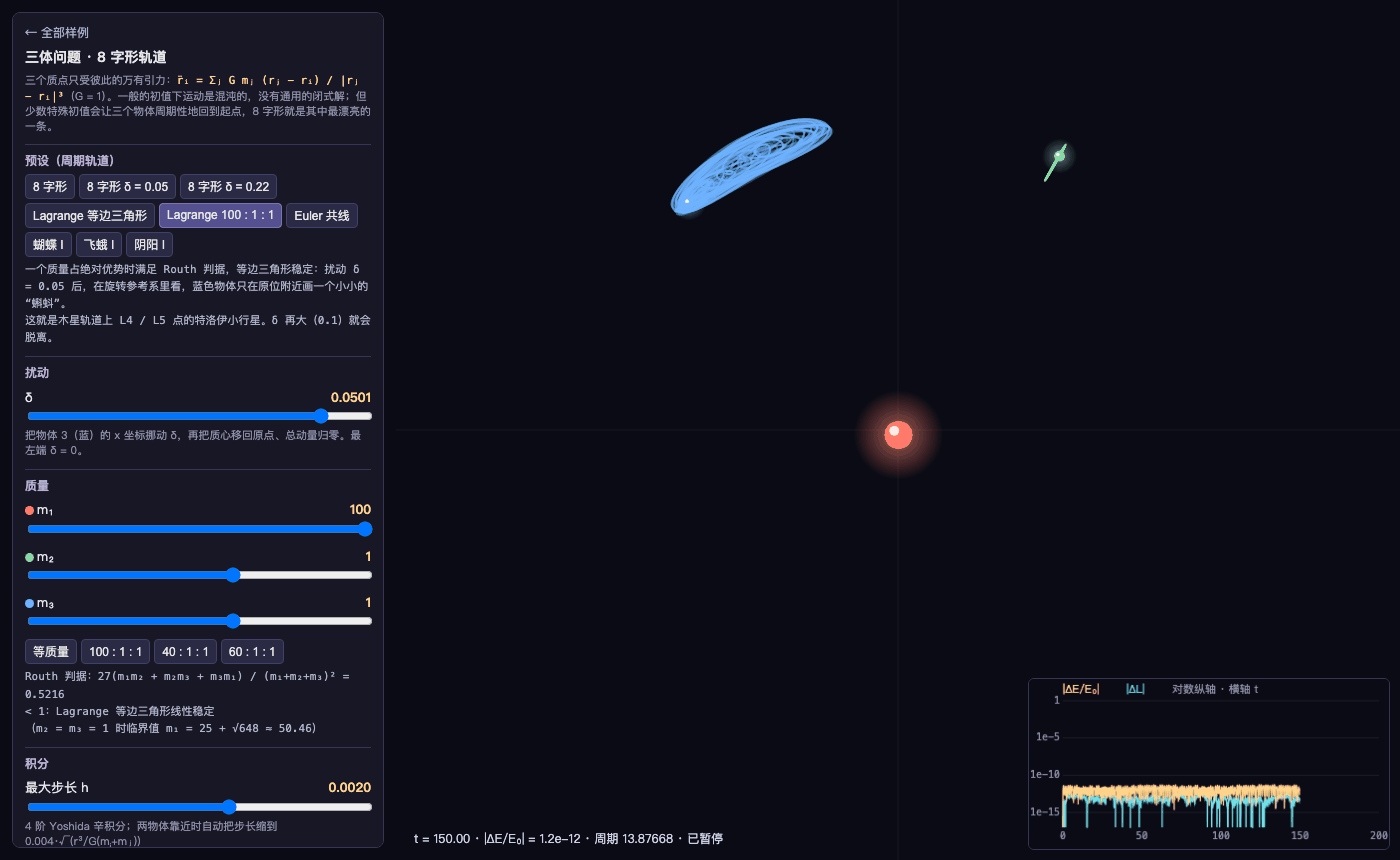 ← 全部样例
三体问题 · 8 字形轨道
三个质点只受彼此的万有引力：r̈ᵢ = Σⱼ G mⱼ (rⱼ − rᵢ) / |rⱼ
− rᵢ|³（G = 1）。一般的初值下运动是混沌的，没有通用的闭式解；但
少数特殊初值会让三个物体周期性地回到起点，8 字形就是其中最漂亮的
一条。
预设（周期轨道）
8 字形
8 字形 δ = 0.05
8 字形 δ = 0.22
Lagrange 等边三角形
Lagrange 100 : 1 : 1
Euler 共线
蝴蝶 I
飞蛾 I
阴阳 I
一个质量占绝对优势时满足 Routh 判据，等边三角形稳定：扰动 δ
= 0.05 后，在旋转参考系里看，蓝色物体只在原位附近画一个小小的
“蝌蚪”。
这就是木星轨道上 L4 / L5 点的特洛伊小行星。δ 再大（0.1）就会
脱离。
扰动
δ 0.0501
把物体 3（蓝）的 x 坐标挪动 δ，再把质心移回原点、总动量归零。最
左端 δ = 0。
质量
m₁ 100
m₂ 1
m₃ 1
等质量
100 : 1 : 1
40 : 1 : 1
60 : 1 : 1
Routh 判据：27(m₁m₂ + m₂m₃ + m₃m₁) / (m₁+m₂+m₃)² =
0.5216
< 1：Lagrange 等边三角形线性稳定
（m₂ = m₃ = 1 时临界值 m₁ = 25 + √648 ≈ 50.46）
积分
最大步长 h 0.0020
4 阶 Yoshida 辛积分；两物体靠近时自动把步长缩到
0.004·√(r³/G(mᵢ+mⱼ))
t = 150.00 · |ΔE/E₀| = 1.2e−12 · 周期 13.87668 · 已暂停
|ΔE/E₀| |ΔL| 对数纵轴 · 横轴 t
1
1e−5
1e−10
1e−15
0 50 100 150 200